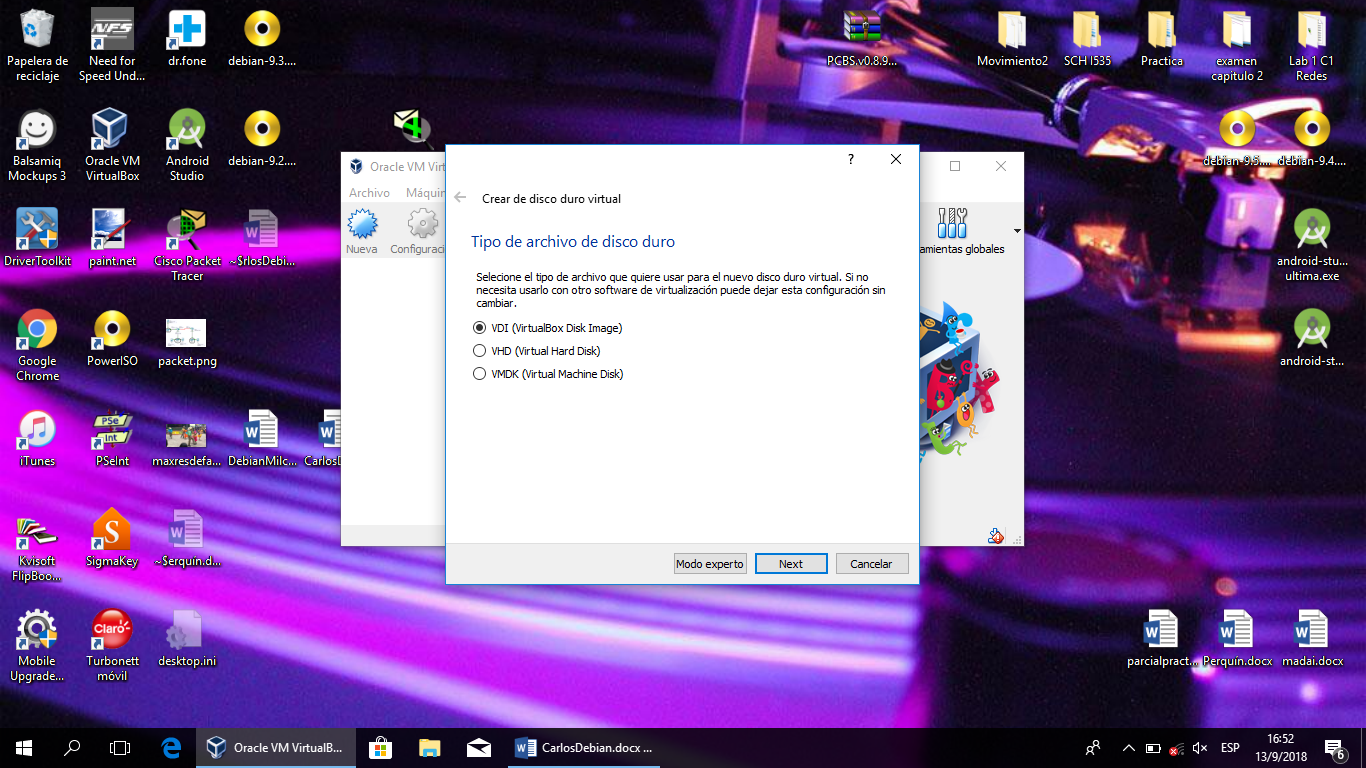 Papelera de
reciclaje
NFS
Need for
Speed Und...
dr.fone
debian-9.3....
PCBS.v0.8.9...
Movimiento2
SCH I535
Practica
examen
capitulo 2
Lab 1 C1
Redes
Balsamiq
Mockups 3
Oracle VM
VirtualBox
Android
Studio
debian-9.2....
debian-9.5....
debian-9.4....
DriverToolkit
paint.net
Cisco Packet
Tracer
~$rlosDebi...
android-stu...
ultima.exe
Google
Chrome
PowerISO
packet.png
android-st...
iTunes
PSe
Int
PSeInt
maxresdefa...
DebianMilc...
CarlosD
Kvisoft
FlipBoo...
S
SigmaKey
~$erquín.d...
Mobile
Upgrade...
Claro
Turbonett
móvil
desktop.ini
parcialpract...
Perquín.docx
madai.docx
Oracle VM Virt
Archivo
Máquin
Nueva
Configuraci
amientas globales
?
Crear de disco duro virtual
Tipo de archivo de disco duro
Selecione el tipo de archivo que quiere usar para el nuevo disco duro virtual. Si no
necesita usarlo con otro software de virtualización puede dejar esta configuración sin
cambiar.
VDI (VirtualBox Disk Image)
VHD (Virtual Hard Disk)
VMDK (Virtual Machine Disk)
Modo experto
Next
Cancelar
Oracle VM VirtualB...
CarlosDebian.docx ...
ESP
16:52
13/9/2018
6